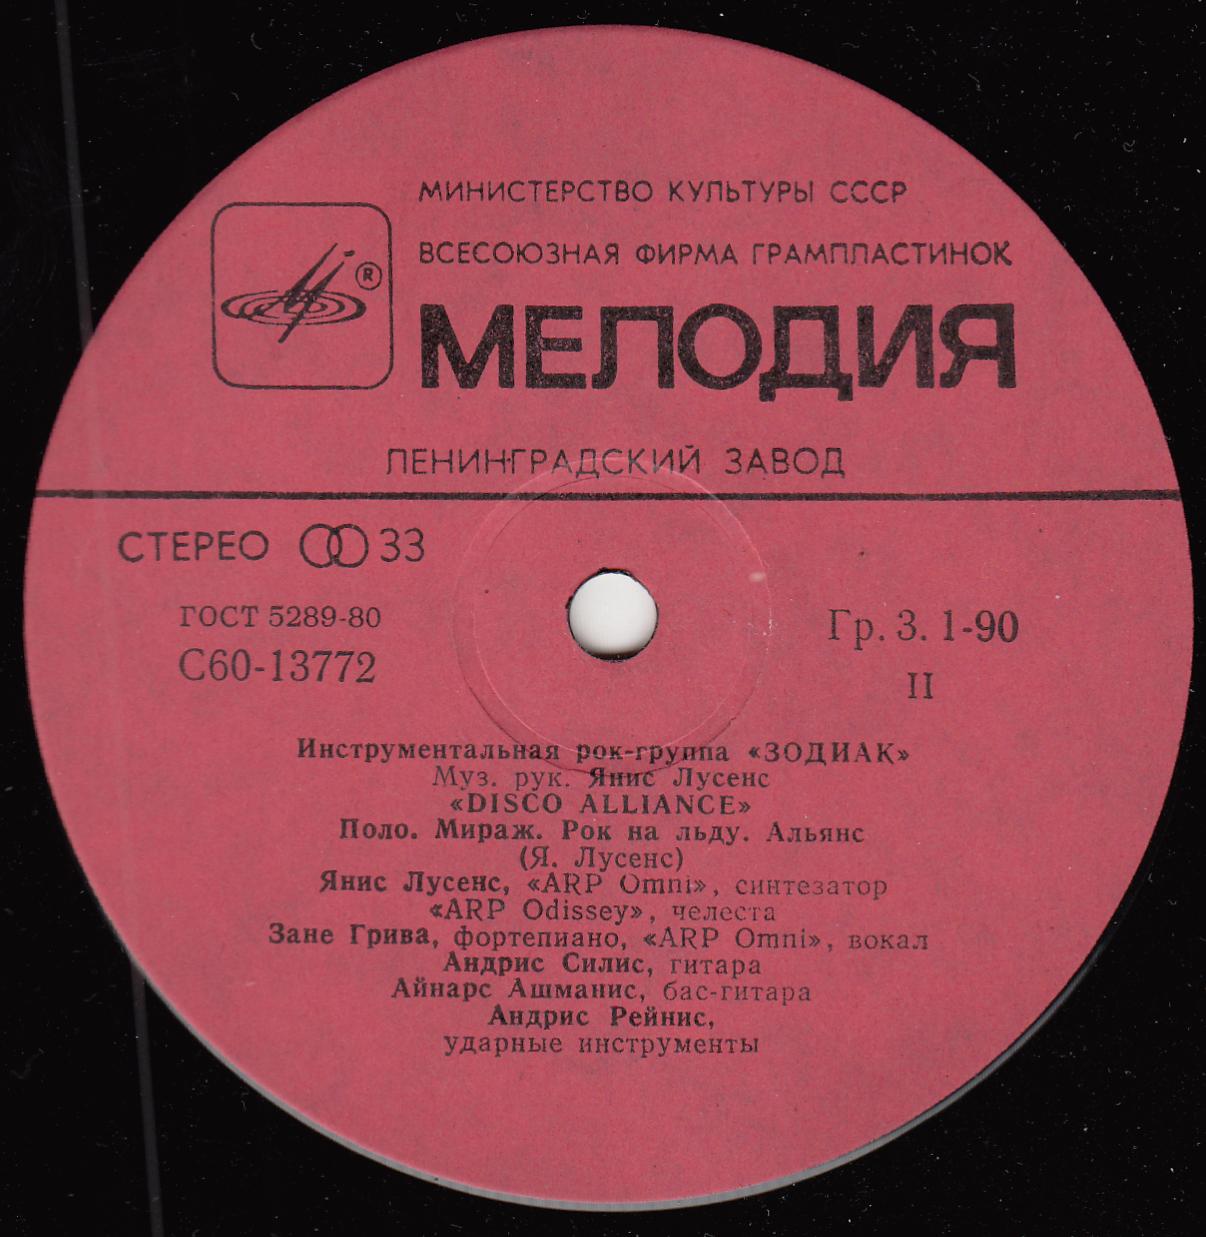 МИНИСТЕРСТВО КУЛЬТУРЫ СССР
ВСЕСОЮЗНАЯ ФИРМА ГРАМПЛАСТИНОК
®
МЕЛОДИЯ
ЛЕНИНГРАДСКИЙ ЗАВОД
СТЕРЕО 33
ГОСТ 5289-80
С60-13772
Гр. 3. 1-90
II
Инструментальная рок-группа «ЗОДИАК»
Муз. рук. Янис Лусенс
«DISCO ALLIANCE»
Поло. Мираж. Рок на льду. Альянс
(Я. Лусенс)
Янис Лусенс, «ARP Omni», синтезатор
«ARP Odissey», челеста
Зане Грива, фортепиано, «ARP Omni», вокал
Андрис Силис, гитара
Айнарс Ашманис, бас-гитара
Андрис Рейнис,
ударные инструменты